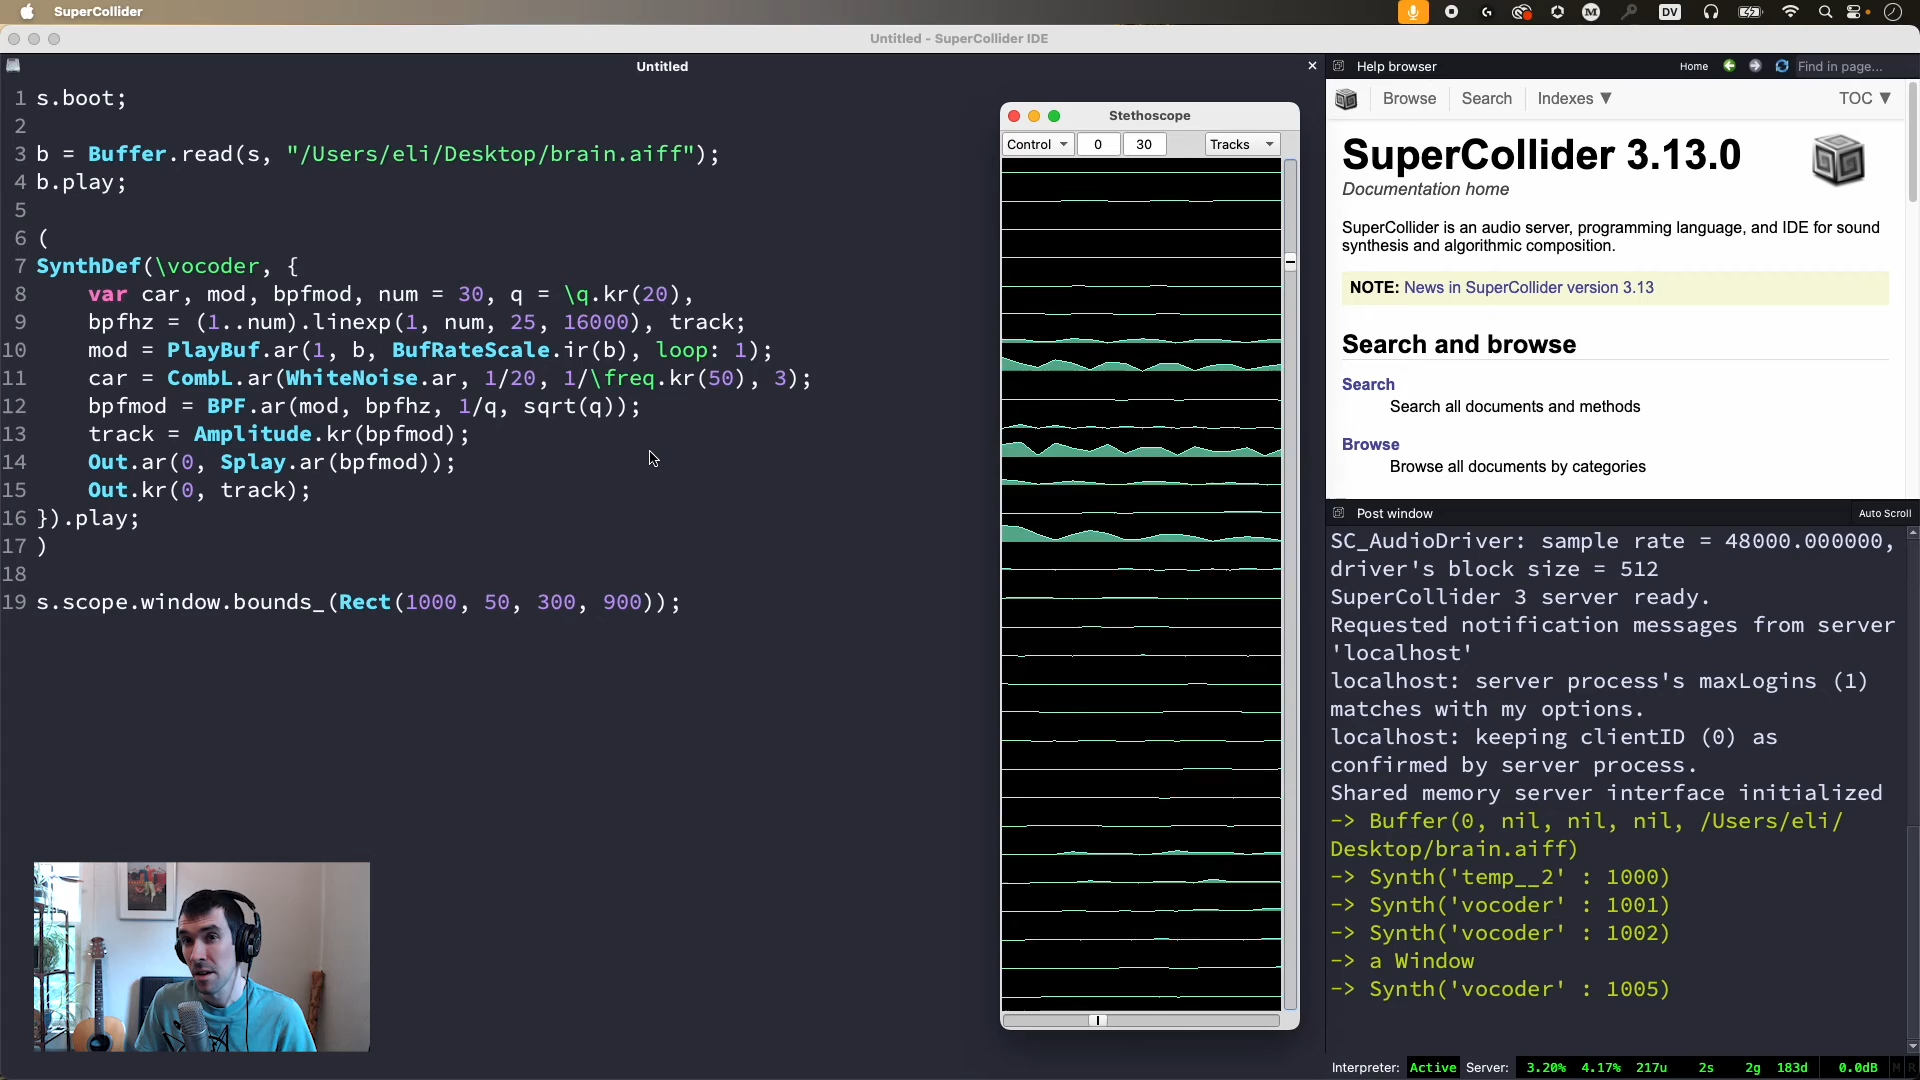 SuperCollider
DV
Untitled - SuperCollider IDE
Untitled
1 s.boot;
2
3 b = Buffer.read(s, "/Users/eli/Desktop/brain.aiff");
4 b.play;
5
6 (
7 SynthDef(\vocoder, {
8 var car, mod, bpfmod, num = 30, q = \q.kr(20),
9 bpfhz = (1..num).linexp(1, num, 25, 16000), track;
10 mod = PlayBuf.ar(1, b, BufRateScale.ir(b), loop: 1);
11 car = CombL.ar(WhiteNoise.ar, 1/20, 1/\freq.kr(50), 3);
12 bpfmod = BPF.ar(mod, bpfhz, 1/q, sqrt(q));
13 track = Amplitude.kr(bpfmod);
14 Out.ar(0, Splay.ar(bpfmod));
15 Out.kr(0, track);
16 }).play;
17 )
18
19 s.scope.window.bounds_(Rect(1000, 50, 300, 900));
Stethoscope
Control 0 30 Tracks
Help browser Home Find in page...
Browse Search Indexes ▼ TOC ▼
SuperCollider 3.13.0
Documentation home
SuperCollider is an audio server, programming language, and IDE for sound
synthesis and algorithmic composition.
NOTE: News in SuperCollider version 3.13
Search and browse
Search
Search all documents and methods
Browse
Browse all documents by categories
Post window Auto Scroll
SC_AudioDriver: sample rate = 48000.000000,
driver's block size = 512
SuperCollider 3 server ready.
Requested notification messages from server
'localhost'
localhost: server process's maxLogins (1)
matches with my options.
localhost: keeping clientID (0) as
confirmed by server process.
Shared memory server interface initialized
-> Buffer(0, nil, nil, nil, /Users/eli/
Desktop/brain.aiff)
-> Synth('temp__2' : 1000)
-> Synth('vocoder' : 1001)
-> Synth('vocoder' : 1002)
-> a Window
-> Synth('vocoder' : 1005)
Interpreter: Active Server: 3.20% 4.17% 217u 2s 2g 183d 0.0dB M R